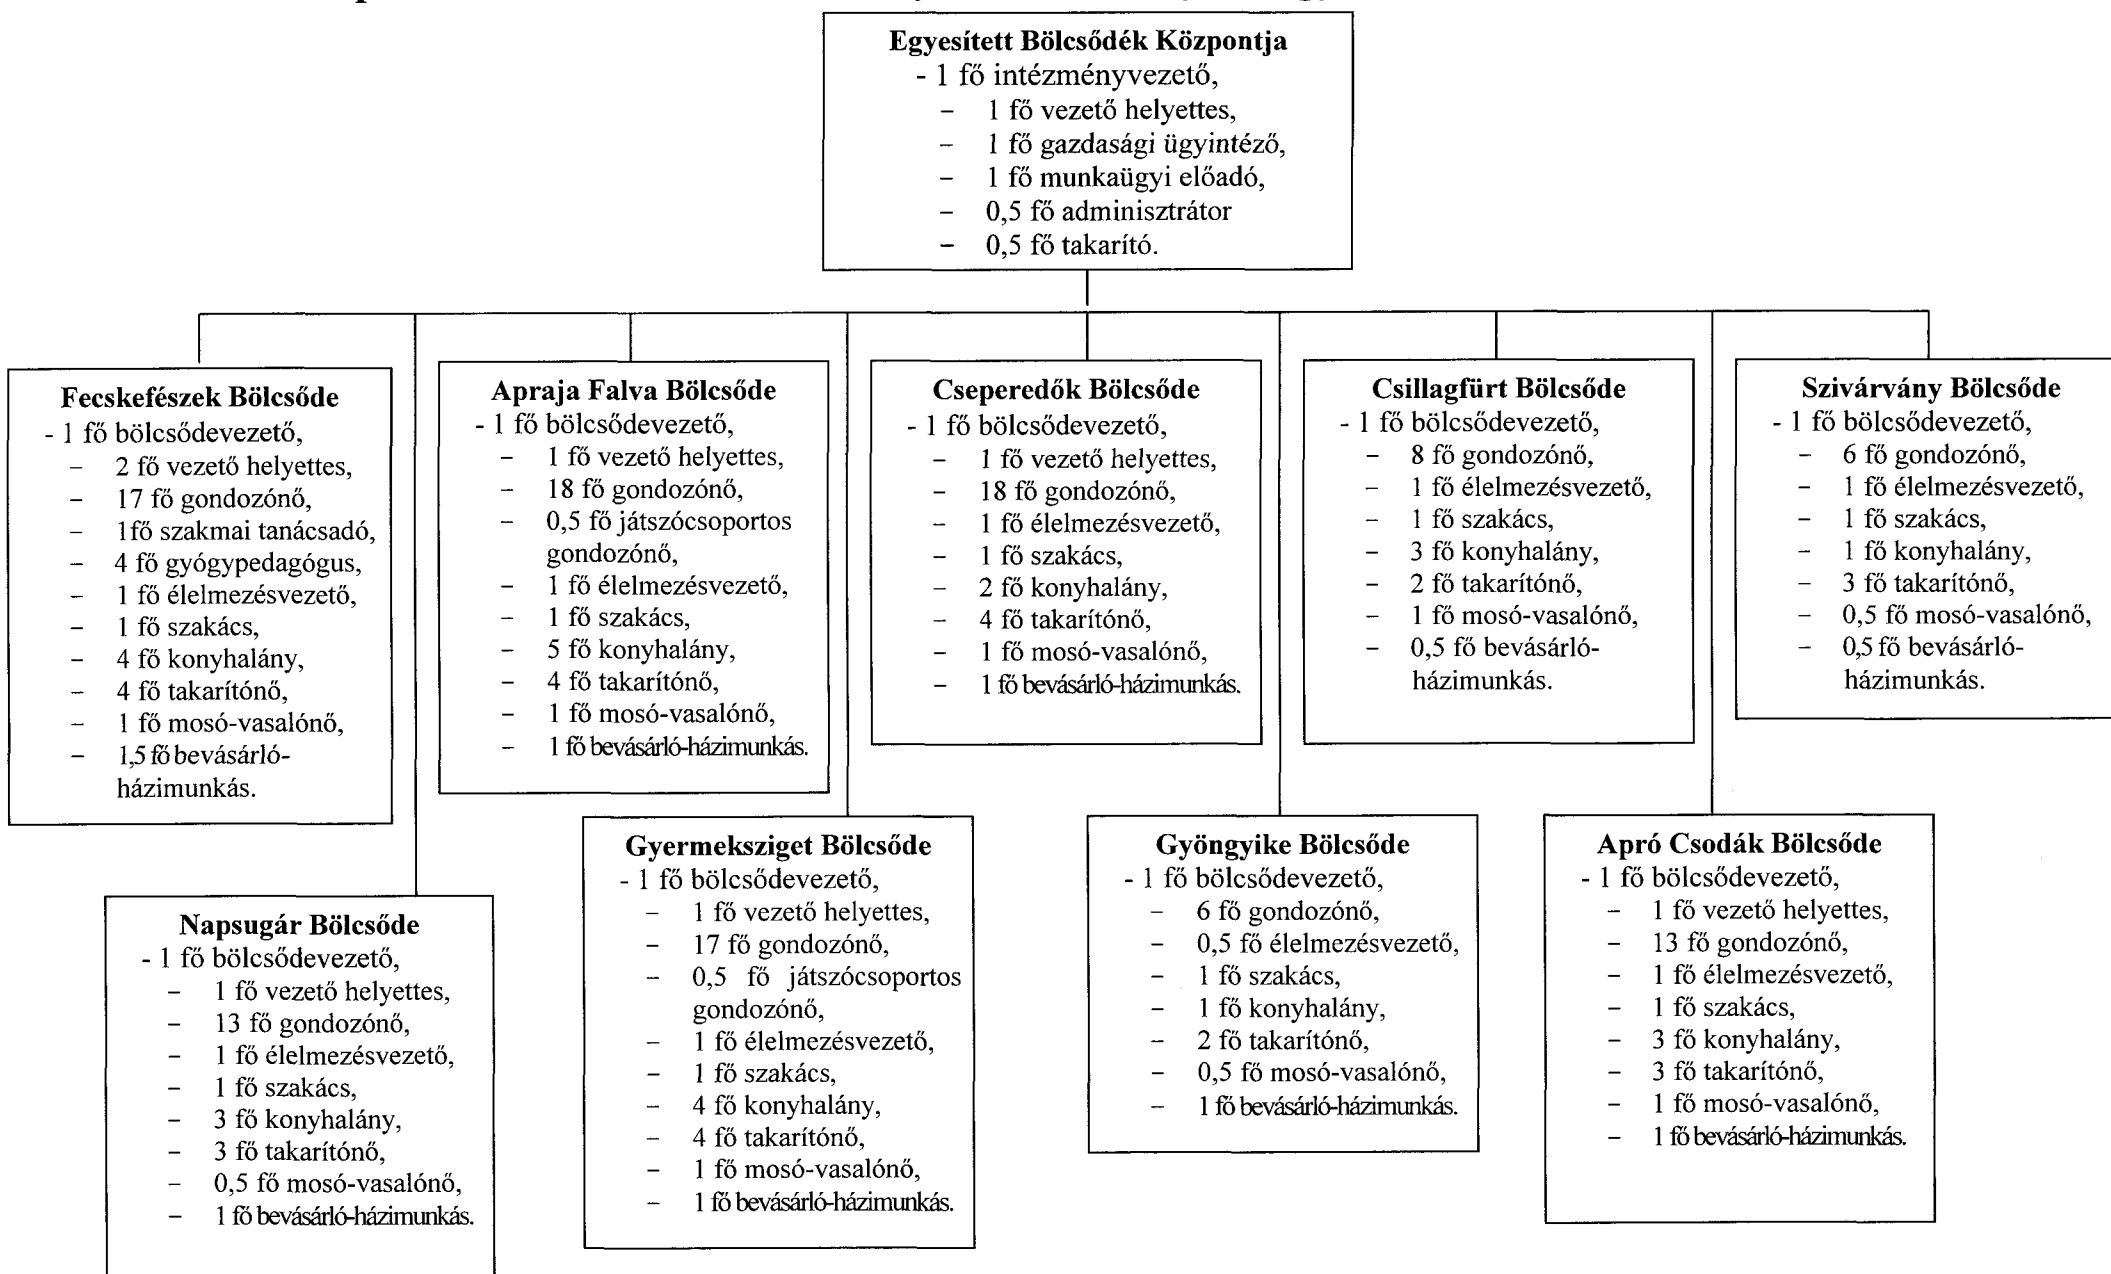 Egyesített Bölcsődék Központja
- 1 fő intézményvezető,
– 1 fő vezető helyettes,
– 1 fő gazdasági ügyintéző,
– 1 fő munkaügyi előadó,
– 0,5 fő adminisztrátor
– 0,5 fő takarító.
Fecskefészek Bölcsőde
- 1 fő bölcsődevezető,
– 2 fő vezető helyettes,
– 17 fő gondozónő,
– 1fő szakmai tanácsadó,
– 4 fő gyógypedagógus,
– 1 fő élelmezésvezető,
– 1 fő szakács,
– 4 fő konyhalány,
– 4 fő takarítónő,
– 1 fő mosó-vasalónő,
– 1,5 fő bevásárló-
házimunkás.
Apraja Falva Bölcsőde
- 1 fő bölcsődevezető,
– 1 fő vezető helyettes,
– 18 fő gondozónő,
– 0,5 fő játszócsoportos
gondozónő,
– 1 fő élelmezésvezető,
– 1 fő szakács,
– 5 fő konyhalány,
– 4 fő takarítónő,
– 1 fő mosó-vasalónő,
– 1 fő bevásárló-házimunkás.
Cseperedők Bölcsőde
- 1 fő bölcsődevezető,
– 1 fő vezető helyettes,
– 18 fő gondozónő,
– 1 fő élelmezésvezető,
– 1 fő szakács,
– 2 fő konyhalány,
– 4 fő takarítónő,
– 1 fő mosó-vasalónő,
– 1 fő bevásárló-házimunkás.
Csillagfürt Bölcsőde
- 1 fő bölcsődevezető,
– 8 fő gondozónő,
– 1 fő élelmezésvezető,
– 1 fő szakács,
– 3 fő konyhalány,
– 2 fő takarítónő,
– 1 fő mosó-vasalónő,
– 0,5 fő bevásárló-
házimunkás.
Szivárvány Bölcsőde
- 1 fő bölcsődevezető,
– 6 fő gondozónő,
– 1 fő élelmezésvezető,
– 1 fő szakács,
– 1 fő konyhalány,
– 3 fő takarítónő,
– 0,5 fő mosó-vasalónő,
– 0,5 fő bevásárló-
házimunkás.
Napsugár Bölcsőde
- 1 fő bölcsődevezető,
– 1 fő vezető helyettes,
– 13 fő gondozónő,
– 1 fő élelmezésvezető,
– 1 fő szakács,
– 3 fő konyhalány,
– 3 fő takarítónő,
– 0,5 fő mosó-vasalónő,
– 1 fő bevásárló-házimunkás.
Gyermeksziget Bölcsőde
- 1 fő bölcsődevezető,
– 1 fő vezető helyettes,
– 17 fő gondozónő,
– 0,5 fő játszócsoportos
gondozónő,
– 1 fő élelmezésvezető,
– 1 fő szakács,
– 4 fő konyhalány,
– 4 fő takarítónő,
– 1 fő mosó-vasalónő,
– 1 fő bevásárló-házimunkás.
Gyöngyike Bölcsőde
- 1 fő bölcsődevezető,
– 6 fő gondozónő,
– 0,5 fő élelmezésvezető,
– 1 fő szakács,
– 1 fő konyhalány,
– 2 fő takarítónő,
– 0,5 fő mosó-vasalónő,
– 1 fő bevásárló-házimunkás.
Apró Csodák Bölcsőde
- 1 fő bölcsődevezető,
– 1 fő vezető helyettes,
– 13 fő gondozónő,
– 1 fő élelmezésvezető,
– 1 fő szakács,
– 3 fő konyhalány,
– 3 fő takarítónő,
– 1 fő mosó-vasalónő,
– 1 fő bevásárló-házimunkás.